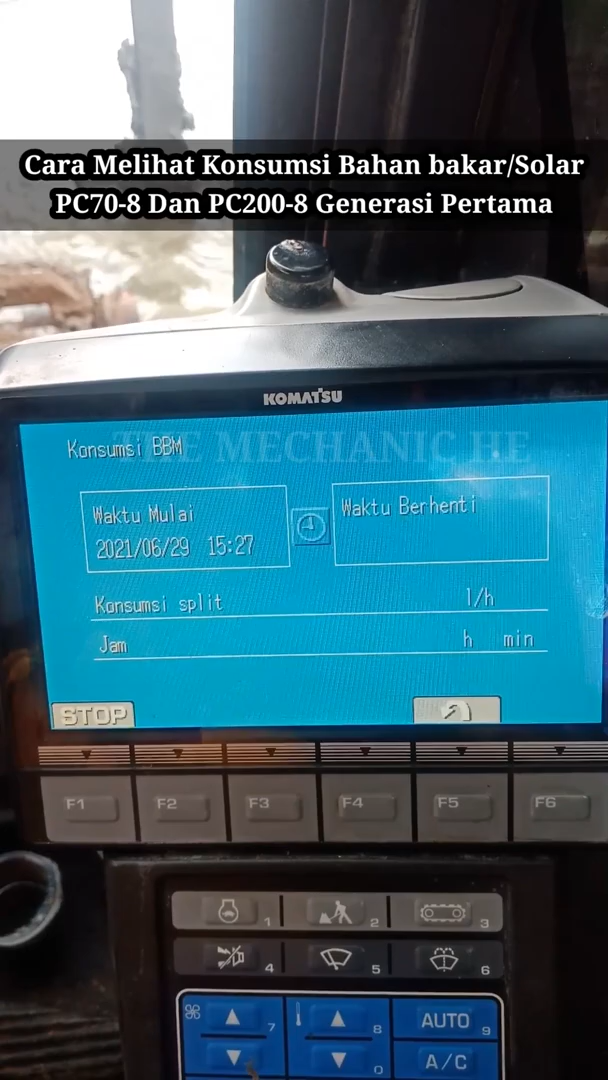 Cara Melihat Konsumsi Bahan bakar/Solar
PC70-8 Dan PC200-8 Generasi Pertama
KOMATSU
THE MECHANIC HE
Konsumsi BBM
Waktu Mulai
2021/06/29 15:27
Waktu Berhenti
Konsumsi split l/h
Jam h min
STOP
F1 F2 F3 F4 F5 F6
1 2 3
4 5 6
7 8 AUTO 9
0 A/C